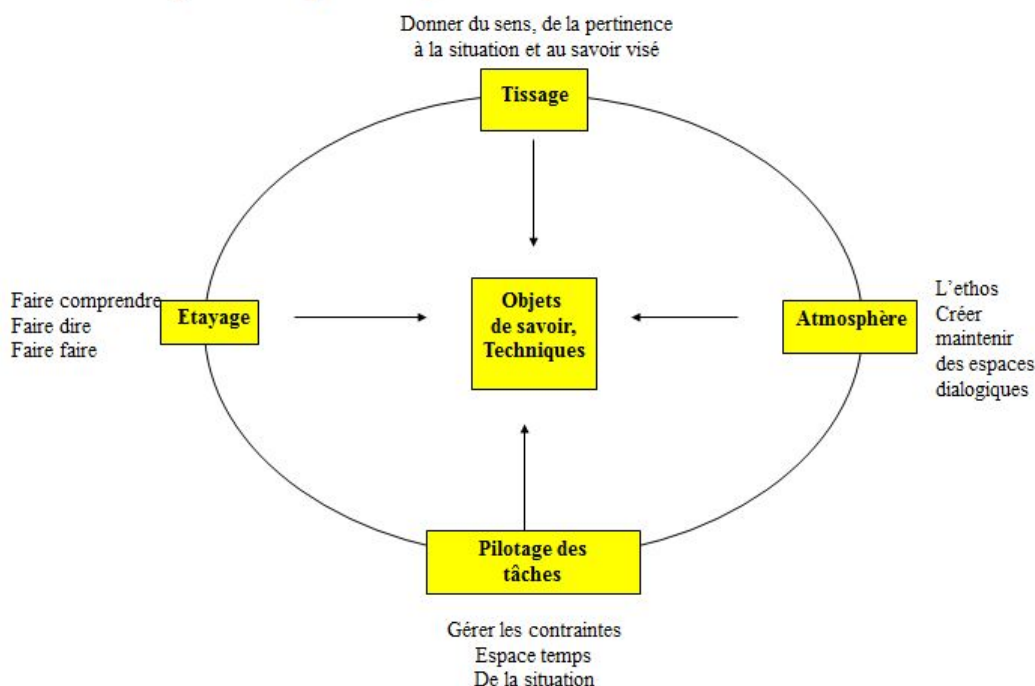 Donner du sens, de la pertinence
à la situation et au savoir visé
Tissage
Faire comprendre
Faire dire
Faire faire
Etayage
Objets
de savoir,
Techniques
Atmosphère
L'ethos
Créer
maintenir
des espaces
dialogiques
Pilotage des
tâches
Gérer les contraintes
Espace temps
De la situation